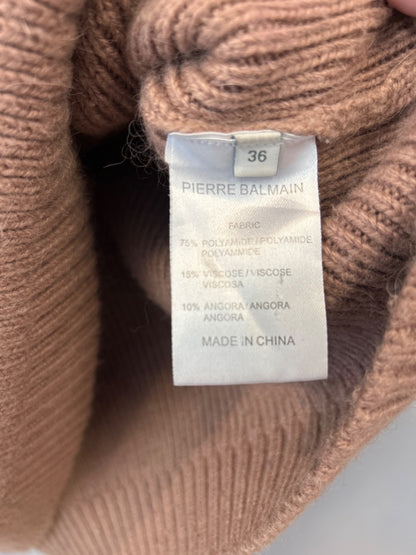 36
PIERRE BALMAIN
FABRIC
75% POLYAMIDE/POLYAMIDE
POLYAMMIDE
15% VISCOSE/VISCOSE
VISCOSA
10% ANGORA/ANGORA
ANGORA
MADE IN CHINA